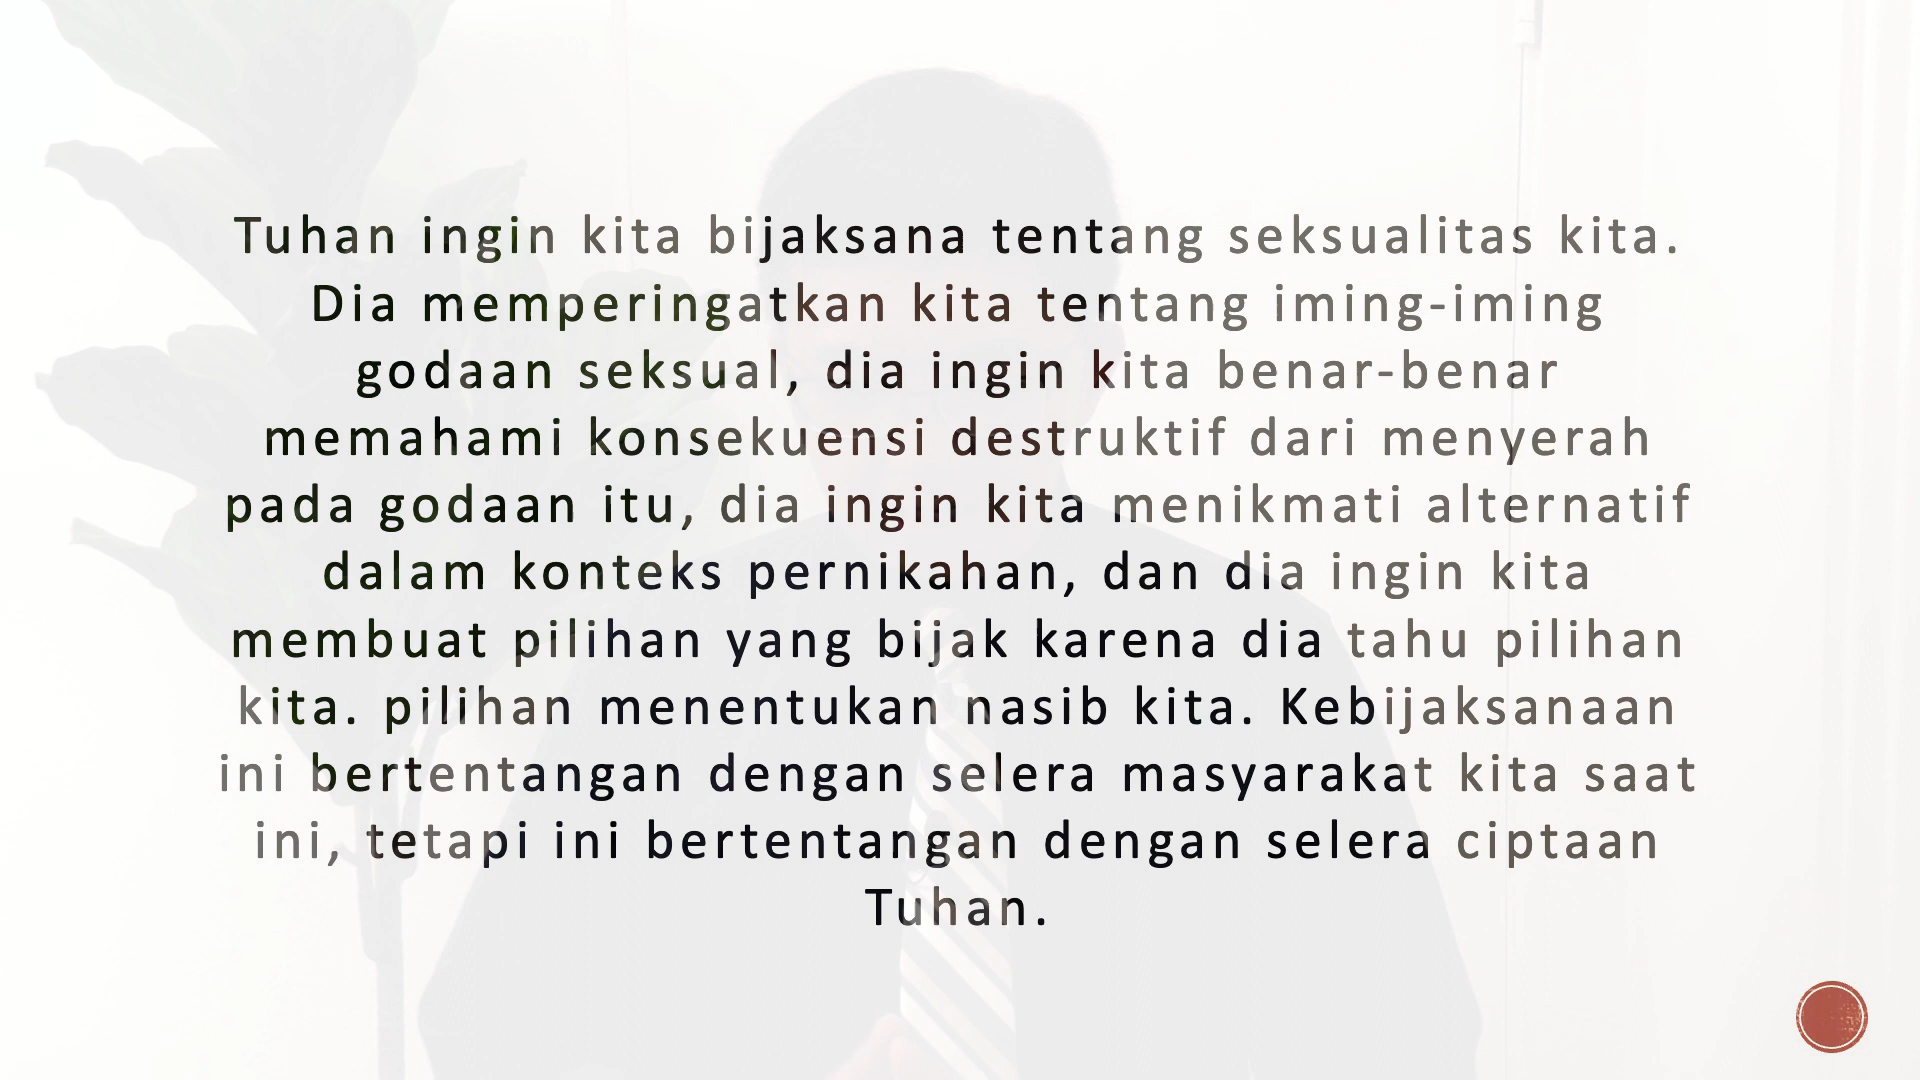 Tuhan ingin kita bijaksana tentang seksualitas kita.
Dia memperingatkan kita tentang iming-iming
godaan seksual, dia ingin kita benar-benar
memahami konsekuensi destruktif dari menyerah
pada godaan itu, dia ingin kita menikmati alternatif
dalam konteks pernikahan, dan dia ingin kita
membuat pilihan yang bijak karena dia tahu pilihan
kita. pilihan menentukan nasib kita. Kebijaksanaan
ini bertentangan dengan selera masyarakat kita saat
ini, tetapi ini bertentangan dengan selera ciptaan
Tuhan.